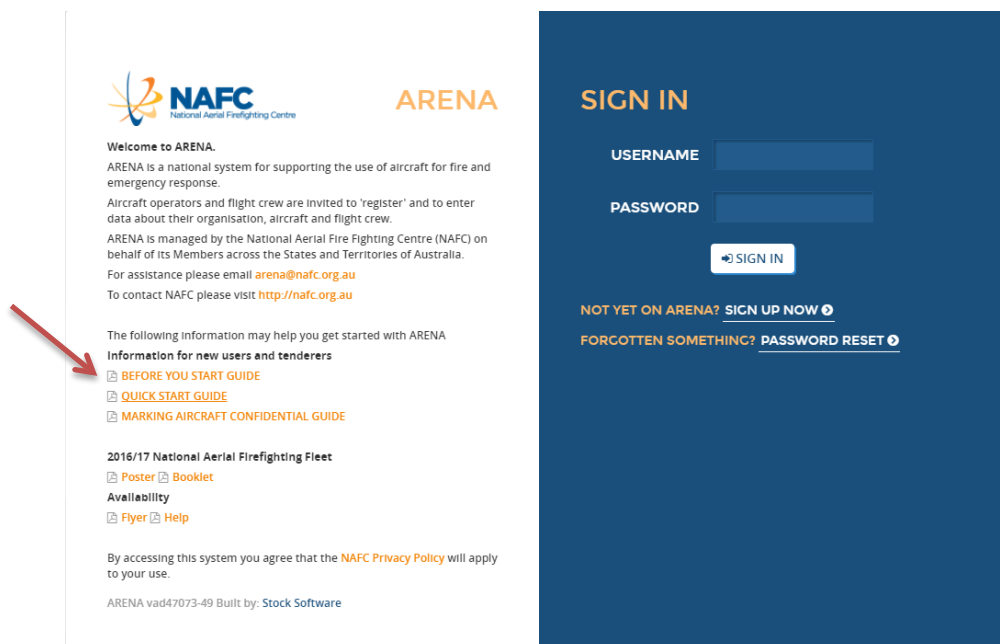 NAFC
National Aerial Firefighting Centre
ARENA
Welcome to ARENA.
ARENA is a national system for supporting the use of aircraft for fire and
emergency response.
Aircraft operators and flight crew are invited to 'register' and to enter
data about their organisation, aircraft and flight crew.
ARENA is managed by the National Aerial Fire Fighting Centre (NAFC) on
behalf of its Members across the States and Territories of Australia.
For assistance please email arena@nafc.org.au
To contact NAFC please visit http://nafc.org.au
The following information may help you get started with ARENA
Information for new users and tenderers
BEFORE YOU START GUIDE
QUICK START GUIDE
MARKING AIRCRAFT CONFIDENTIAL GUIDE
2016/17 National Aerial Firefighting Fleet
Poster Booklet
Availability
Flyer Help
By accessing this system you agree that the NAFC Privacy Policy will apply
to your use.
ARENA vad47073-49 Built by: Stock Software
SIGN IN
USERNAME
PASSWORD
SIGN IN
NOT YET ON ARENA? SIGN UP NOW
FORGOTTEN SOMETHING? PASSWORD RESET